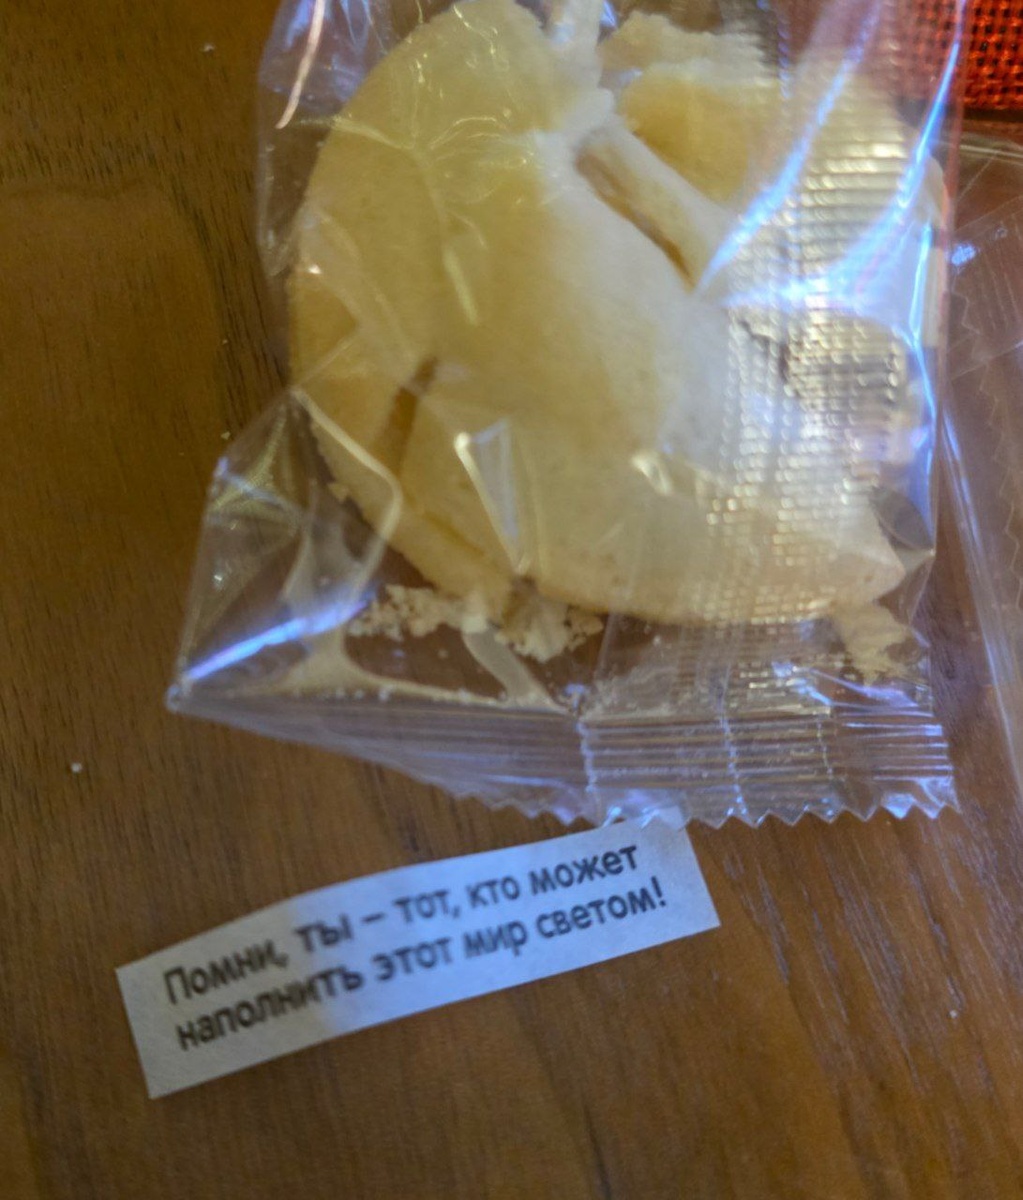 Помни, ты – тот, кто может
наполнить этот мир светом!